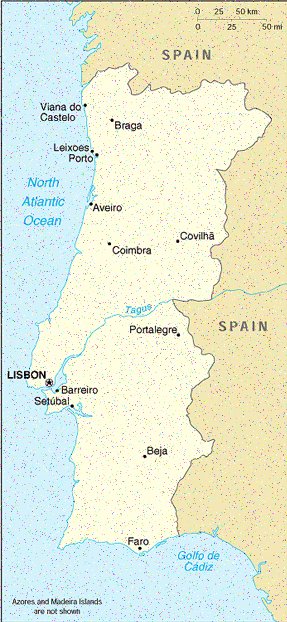 0 25 50 km
0 25 50 mi
SPAIN
Viana do
Castelo
Braga
Leixoes
Porto
North
Atlantic
Ocean
Aveiro
Covilhã
Coimbra
Tagus
SPAIN
Portalegre
LISBON
Barreiro
Setúbal
Beja
Faro
Golfo de
Cádiz
Azores and Madeira Islands
are not shown